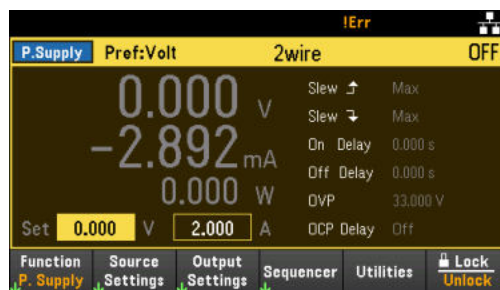 !Err
P.Supply Pref:Volt 2wire OFF
0.000 V
-2.892 mA
0.000 W
Set 0.000 V 2.000 A
Slew Max
Slew Max
On Delay 0.000 s
Off Delay 0.000 s
OVP 33.000 V
OCP Delay Off
Function P. Supply
Source Settings
Output Settings
Sequencer
Utilities
Lock Unlock